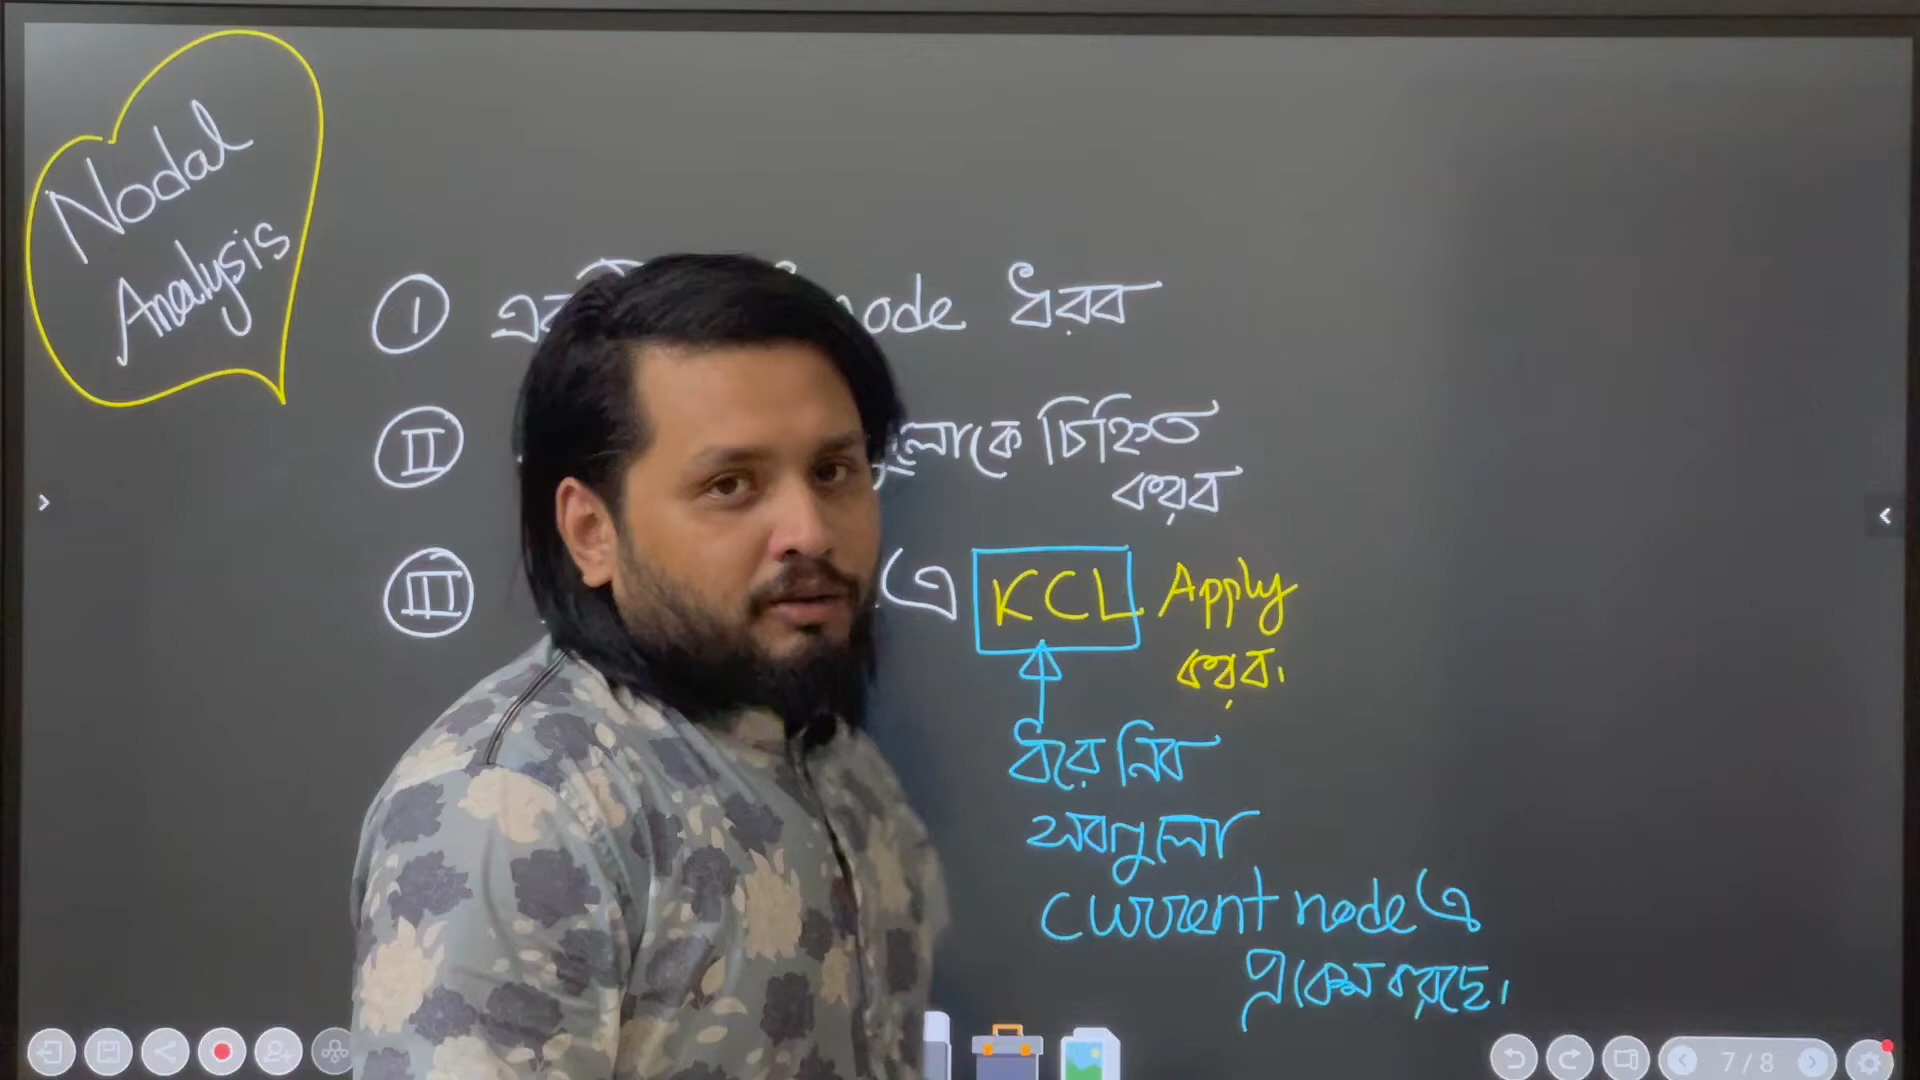 Nodal
Analysis
① node ধরব
Ⅱ গুলোকে চিহ্নিত
করব
Ⅲ এ KCL Apply
করব।
ধরে নিব
সবগুলো
current node এ
প্রবেশ করছে।
7/8